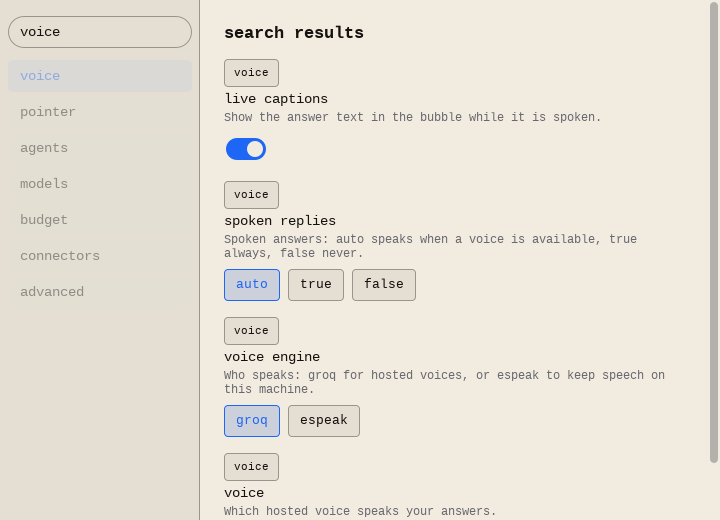 voice
voice
pointer
agents
models
budget
connectors
advanced
search results
voice
live captions
Show the answer text in the bubble while it is spoken.
voice
spoken replies
Spoken answers: auto speaks when a voice is available, true
always, false never.
auto true false
voice
voice engine
Who speaks: groq for hosted voices, or espeak to keep speech on
this machine.
groq espeak
voice
voice
Which hosted voice speaks your answers.